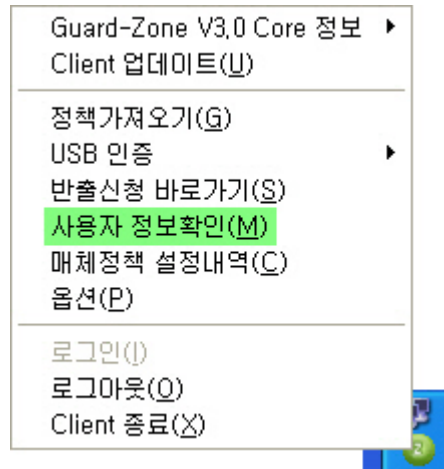 Guard-Zone V3,0 Core 정보
Client 업데이트(U)
정책가져오기(G)
USB 인증
반출신청 바로가기(S)
사용자 정보확인(M)
매체정책 설정내역(C)
옵션(P)
로그인(I)
로그아웃(O)
Client 종료(X)
2